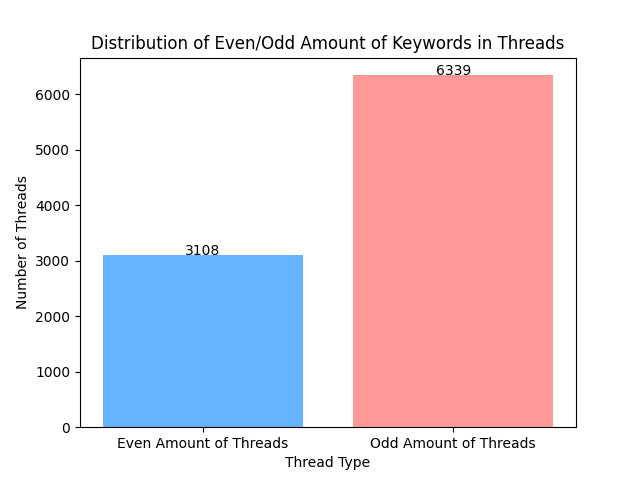 Distribution of Even/Odd Amount of Keywords in Threads
6339
6000
5000
4000
3108
3000
2000
1000
0
Number of Threads
Even Amount of Threads
Odd Amount of Threads
Thread Type